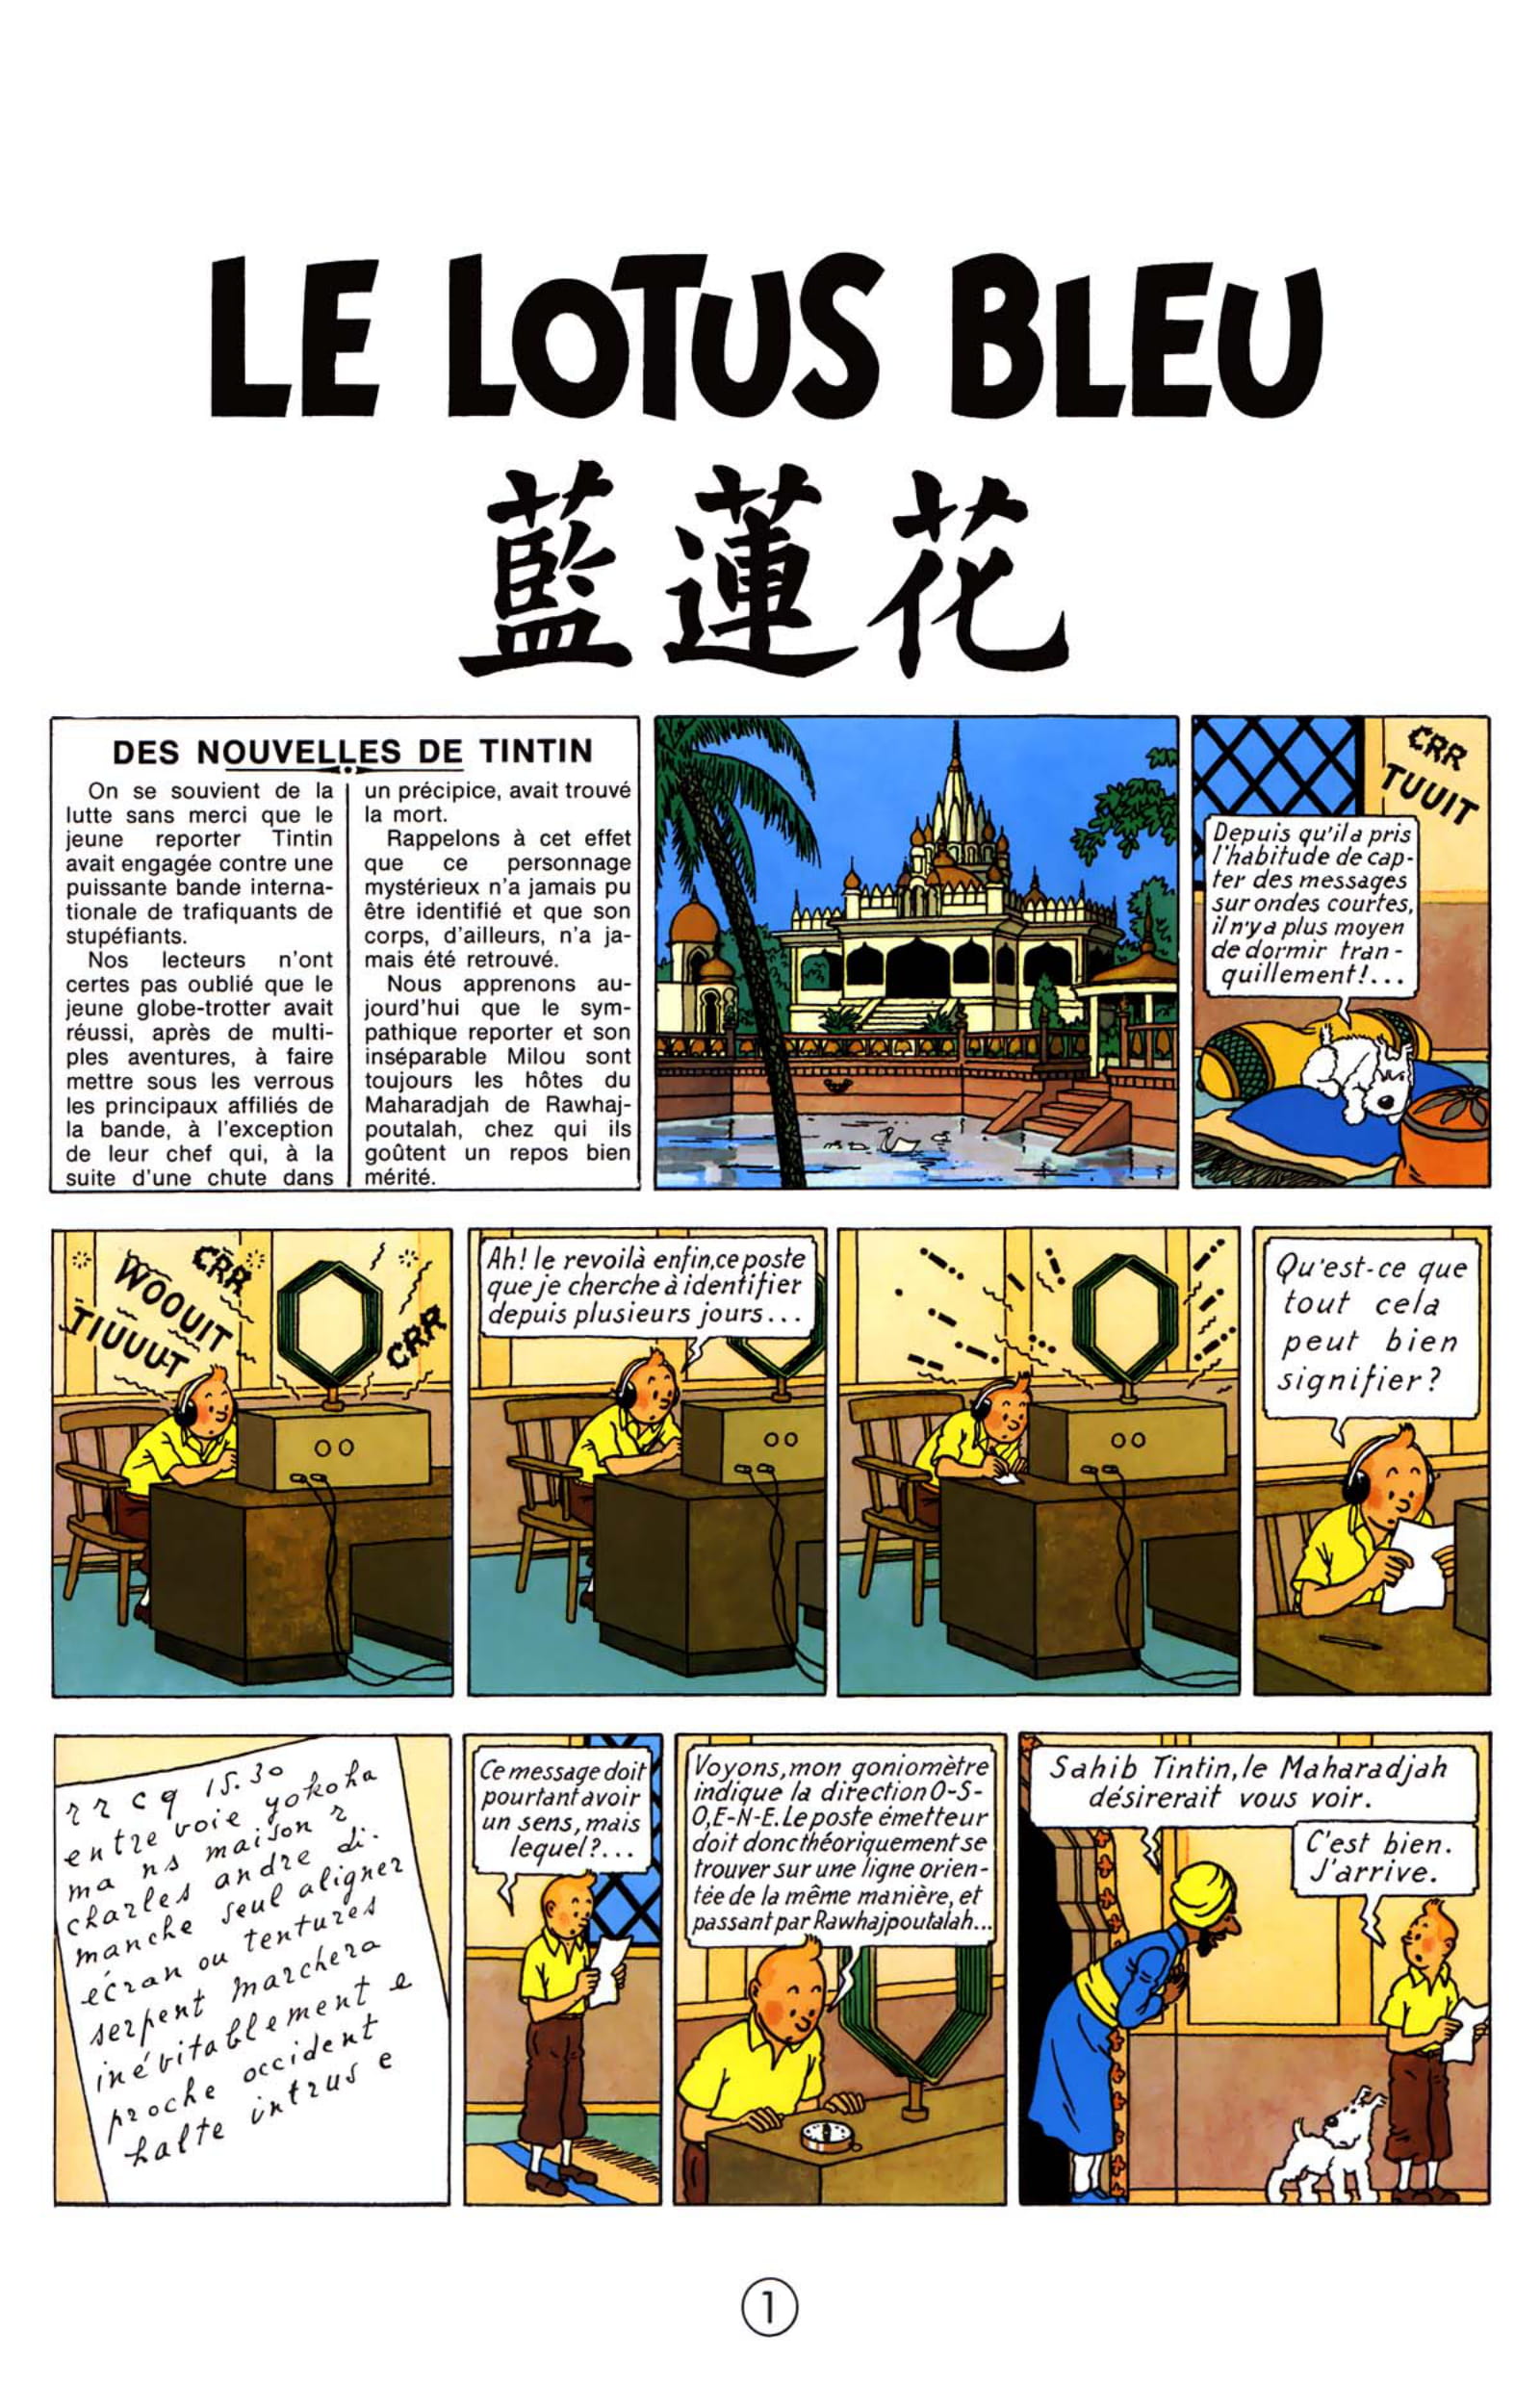 LE LOTUS BLEU
藍蓮花
DES NOUVELLES DE TINTIN
On se souvient de la
lutte sans merci que le
jeune reporter Tintin
avait engagée contre une
puissante bande interna-
tionale de trafiquants de
stupéfiants.
Nos lecteurs n'ont
certes pas oublié que le
jeune globe-trotter avait
réussi, après de multi-
ples aventures, à faire
mettre sous les verrous
les principaux affiliés de
la bande, à l'exception
de leur chef qui, à la
suite d'une chute dans
un précipice, avait trouvé
la mort.
Rappelons à cet effet
que ce personnage
mystérieux n'a jamais pu
être identifié et que son
corps, d'ailleurs, n'a ja-
mais été retrouvé.
Nous apprenons au-
jourd'hui que le sym-
pathique reporter et son
inséparable Milou sont
toujours les hôtes du
Maharadjah de Rawhaj-
poutalah, chez qui ils
goûtent un repos bien
mérité.
CRR
TUUIT
Depuis qu'il a pris
l'habitude de cap-
ter des messages
sur ondes courtes,
il n'y a plus moyen
de dormir tran-
quillement!...
CRR
WOOUIT
TIUUUT
CRR
Ah! le revoilà enfin, ce poste
que je cherche à identifier
depuis plusieurs jours...
Qu'est-ce que
tout cela
peut bien
signifier?
rr cq 15.30
entre voie yokoha
ma ns maison r
charles andre di.
manche seul aligner
écran ou tentures
serpent marchera
inévitablement e
proche occident
halte intrus e
Ce message doit
pourtant avoir
un sens, mais
lequel?...
Voyons, mon goniomètre
indique la direction O-S-
O, E-N-E. Le poste émetteur
doit donc théoriquement se
trouver sur une ligne orien-
tée de la même manière, et
passant par Rawhajpoutalah...
Sahib Tintin, le Maharadjah
désirerait vous voir.
C'est bien.
J'arrive.
1